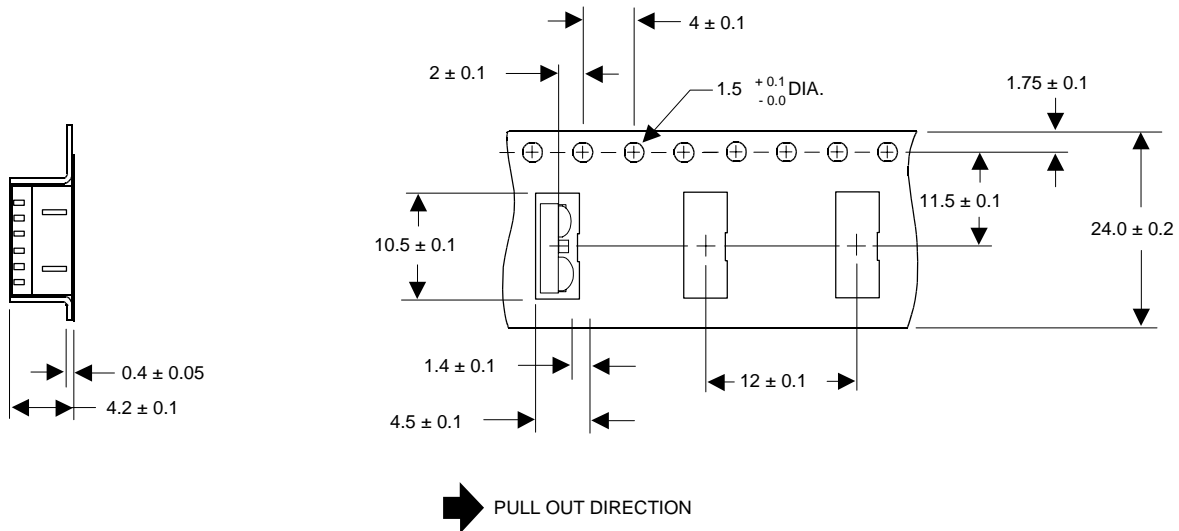 4 ± 0.1
2 ± 0.1
1.5 + 0.1 - 0.0 DIA.
1.75 ± 0.1
11.5 ± 0.1
24.0 ± 0.2
10.5 ± 0.1
1.4 ± 0.1
0.4 ± 0.05
12 ± 0.1
4.2 ± 0.1
4.5 ± 0.1
PULL OUT DIRECTION